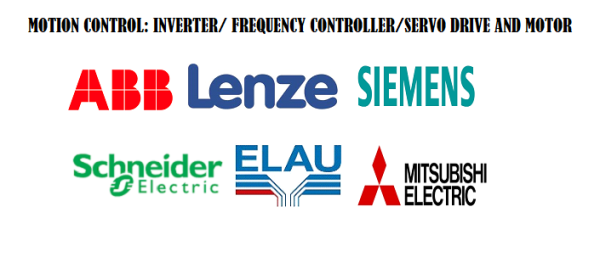 MOTION CONTROL: INVERTER/ FREQUENCY CONTROLLER/SERVO DRIVE AND MOTOR
ABB Lenze SIEMENS
Schneider ELAU MITSUBISHI
Electric ELECTRIC